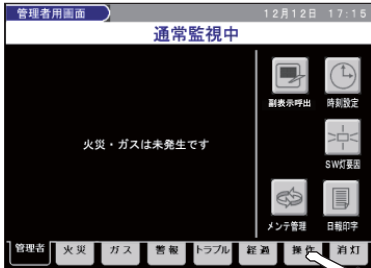 管理者用画面
12月12日 17:15
通常監視中
副表示呼出
時刻設定
火災・ガスは未発生です
SW灯要因
メンテ管理
日報印字
管理者
火災
ガス
警報
トラブル
経過
操作
消灯